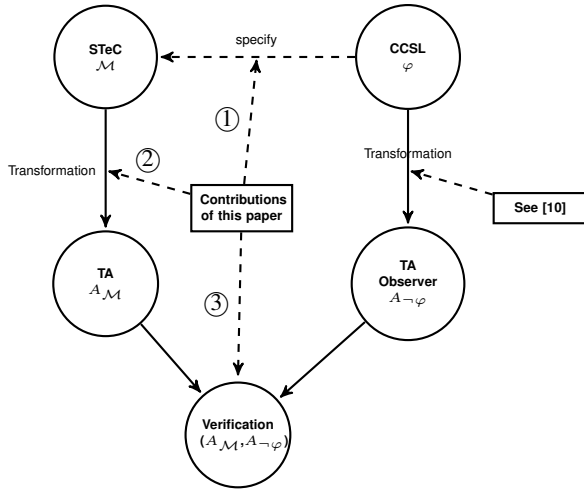 STeC
ℳ
specify
CCSL
φ
①
Transformation
②
Transformation
Contributions
of this paper
See [10]
TA
Aℳ
③
TA
Observer
A¬φ
Verification
(Aℳ,A¬φ)